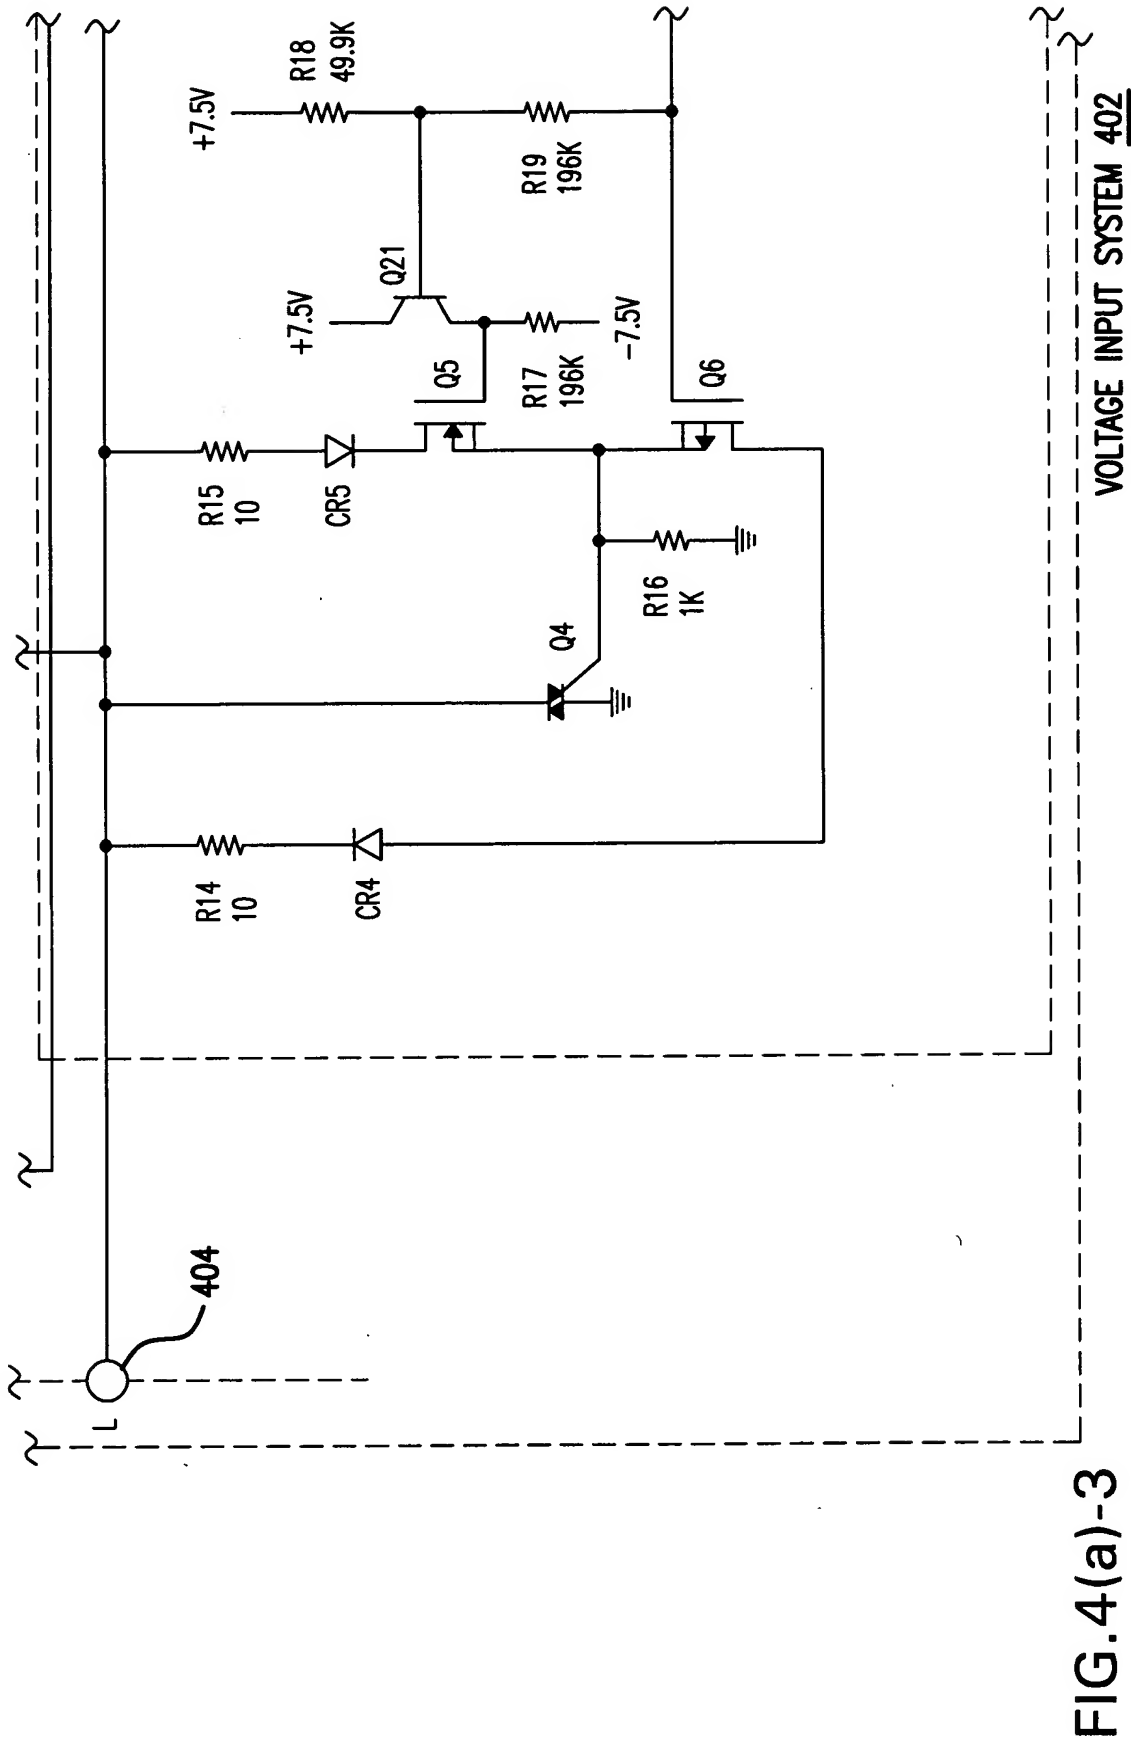 L
404
R14
10
CR4
R15
10
CR5
Q4
R16
1K
Q5
Q6
+7.5V
Q21
R17
196K
-7.5V
+7.5V
R18
49.9K
R19
196K
VOLTAGE INPUT SYSTEM 402
FIG.4(a)-3